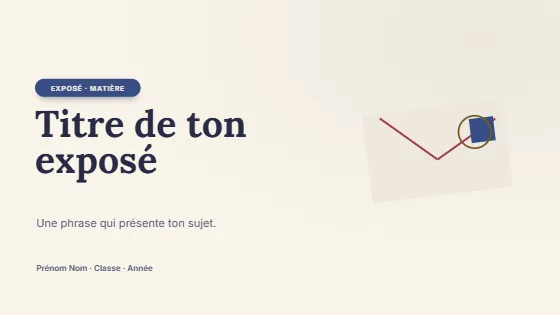 EXPOSÉ · MATIÈRE
Titre de ton
exposé
Une phrase qui présente ton sujet.
Prénom Nom · Classe · Année